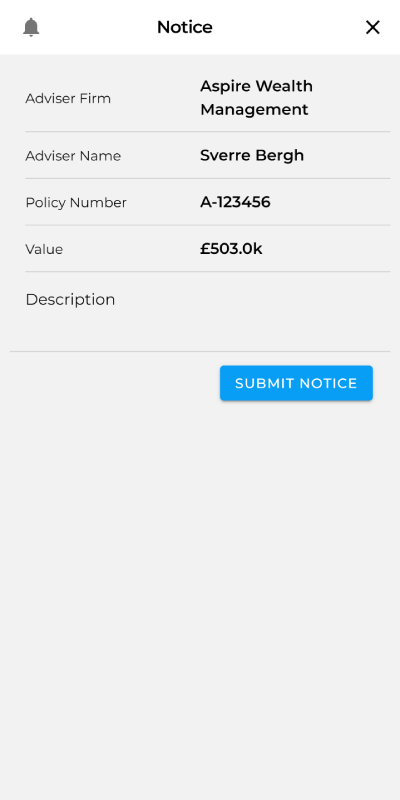 Notice
Adviser Firm
Aspire Wealth
Management
Adviser Name
Sverre Bergh
Policy Number
A-123456
Value
£503.0k
Description
SUBMIT NOTICE